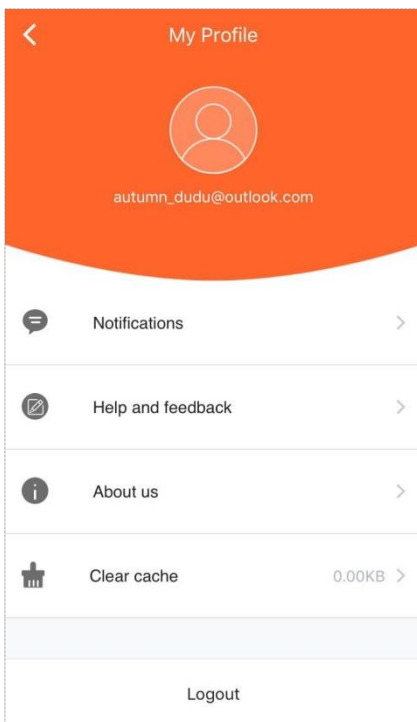 My Profile
autumn_dudu@outlook.com
Notifications
Help and feedback
About us
Clear cache 0.00KB
Logout